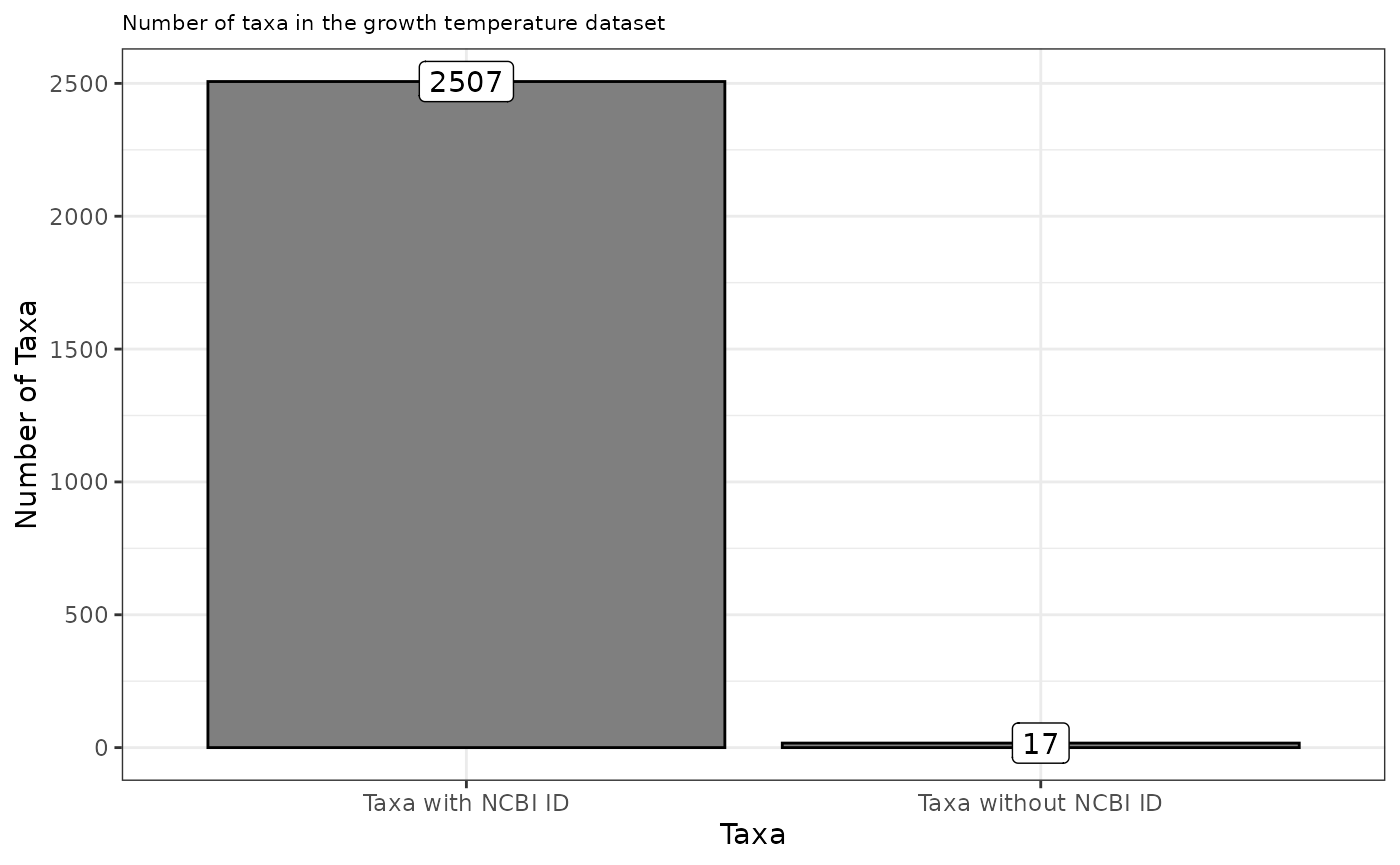 Number of taxa in the growth temperature dataset
Number of Taxa
2500
2000
1500
1000
500
0
2507
17
Taxa with NCBI ID
Taxa without NCBI ID
Taxa